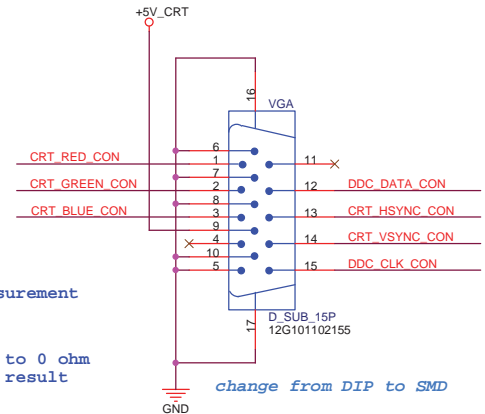 +5V_CRT
16
VGA
6
CRT_RED_CON 1 11
7
CRT_GREEN_CON 2 12 DDC_DATA_CON
8
CRT_BLUE_CON 3 13 CRT_HSYNC_CON
9
4 14 CRT_VSYNC_CON
10
5 15 DDC_CLK_CON
surement
D_SUB_15P
17 12G101102155
to 0 ohm
result
change from DIP to SMD
GND